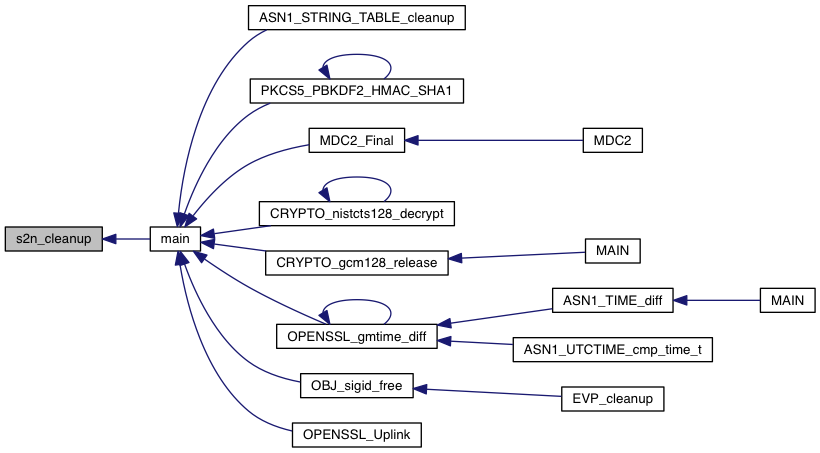 ASN1_STRING_TABLE_cleanup
PKCS5_PBKDF2_HMAC_SHA1
MDC2_Final
MDC2
CRYPTO_nistcts128_decrypt
s2n_cleanup
main
CRYPTO_gcm128_release
MAIN
OPENSSL_gmtime_diff
ASN1_TIME_diff
MAIN
ASN1_UTCTIME_cmp_time_t
OBJ_sigid_free
EVP_cleanup
OPENSSL_Uplink